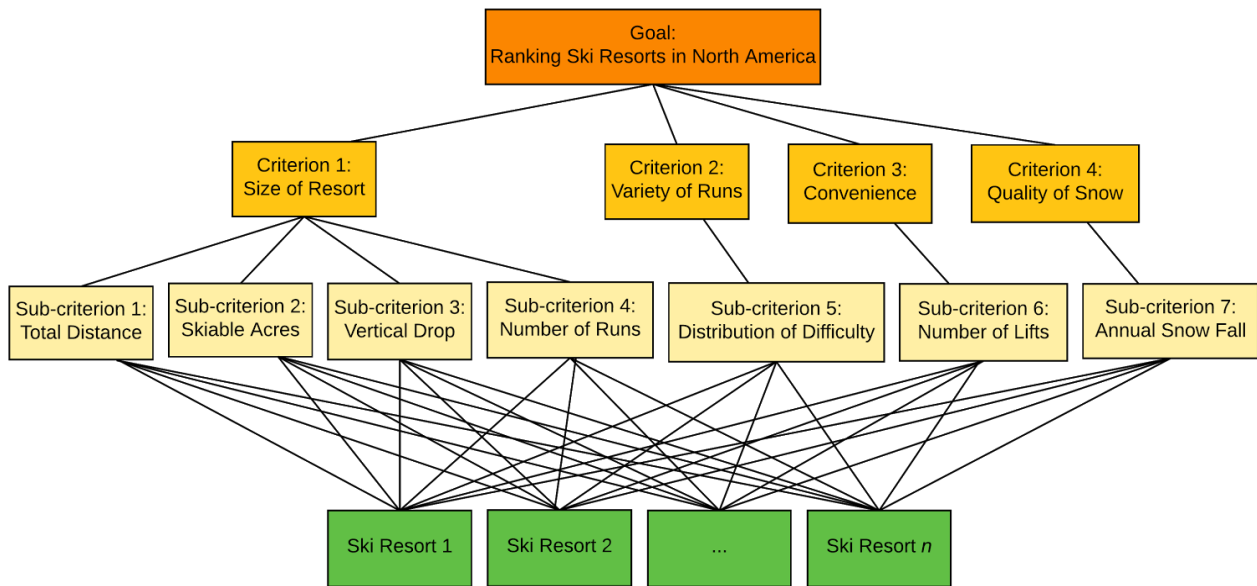 Goal:
Ranking Ski Resorts in North America
Criterion 1:
Size of Resort
Criterion 2:
Variety of Runs
Criterion 3:
Convenience
Criterion 4:
Quality of Snow
Sub-criterion 1:
Total Distance
Sub-criterion 2:
Skiable Acres
Sub-criterion 3:
Vertical Drop
Sub-criterion 4:
Number of Runs
Sub-criterion 5:
Distribution of Difficulty
Sub-criterion 6:
Number of Lifts
Sub-criterion 7:
Annual Snow Fall
Ski Resort 1
Ski Resort 2
...
Ski Resort n